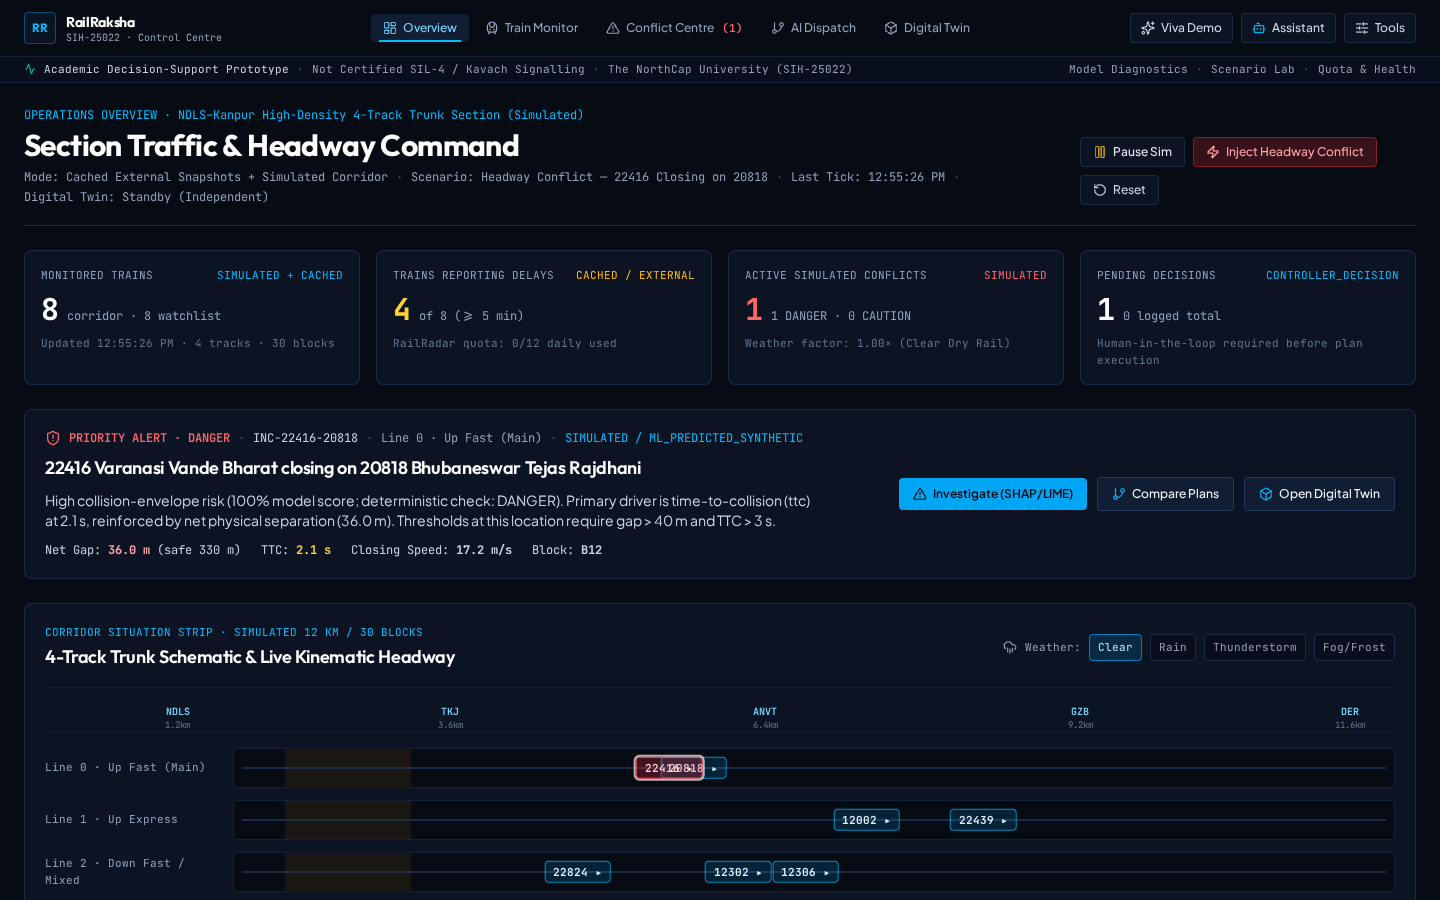 RR
RailRaksha
SIH-25022 · Control Centre
Overview
Train Monitor
Conflict Centre (1)
AI Dispatch
Digital Twin
Viva Demo
Assistant
Tools
Academic Decision-Support Prototype · Not Certified SIL-4 / Kavach Signalling · The NorthCap University (SIH-25022)
Model Diagnostics · Scenario Lab · Quota & Health
OPERATIONS OVERVIEW · NDLS–Kanpur High-Density 4-Track Trunk Section (Simulated)
Section Traffic & Headway Command
Mode: Cached External Snapshots + Simulated Corridor · Scenario: Headway Conflict — 22416 Closing on 20818 · Last Tick: 12:55:26 PM ·
Digital Twin: Standby (Independent)
Pause Sim
Inject Headway Conflict
Reset
MONITORED TRAINS
SIMULATED + CACHED
8 corridor · 8 watchlist
Updated 12:55:26 PM · 4 tracks · 30 blocks
TRAINS REPORTING DELAYS
CACHED / EXTERNAL
4 of 8 (⩾ 5 min)
RailRadar quota: 0/12 daily used
ACTIVE SIMULATED CONFLICTS
SIMULATED
1 1 DANGER · 0 CAUTION
Weather factor: 1.00× (Clear Dry Rail)
PENDING DECISIONS
CONTROLLER_DECISION
1 0 logged total
Human-in-the-loop required before plan
execution
PRIORITY ALERT · DANGER · INC-22416-20818 · Line 0 · Up Fast (Main) · SIMULATED / ML_PREDICTED_SYNTHETIC
22416 Varanasi Vande Bharat closing on 20818 Bhubaneswar Tejas Rajdhani
High collision-envelope risk (100% model score; deterministic check: DANGER). Primary driver is time-to-collision (ttc)
at 2.1 s, reinforced by net physical separation (36.0 m). Thresholds at this location require gap > 40 m and TTC > 3 s.
Net Gap: 36.0 m (safe 330 m) TTC: 2.1 s Closing Speed: 17.2 m/s Block: B12
Investigate (SHAP/LIME)
Compare Plans
Open Digital Twin
CORRIDOR SITUATION STRIP · SIMULATED 12 KM / 30 BLOCKS
4-Track Trunk Schematic & Live Kinematic Headway
Weather:
Clear
Rain
Thunderstorm
Fog/Frost
NDLS
1.2km
TKJ
3.6km
ANVT
6.4km
GZB
9.2km
DER
11.6km
Line 0 · Up Fast (Main)
22416
20818 ▸
Line 1 · Up Express
12002 ▸
22439 ▸
Line 2 · Down Fast /
Mixed
22824 ▸
12302 ▸
12306 ▸